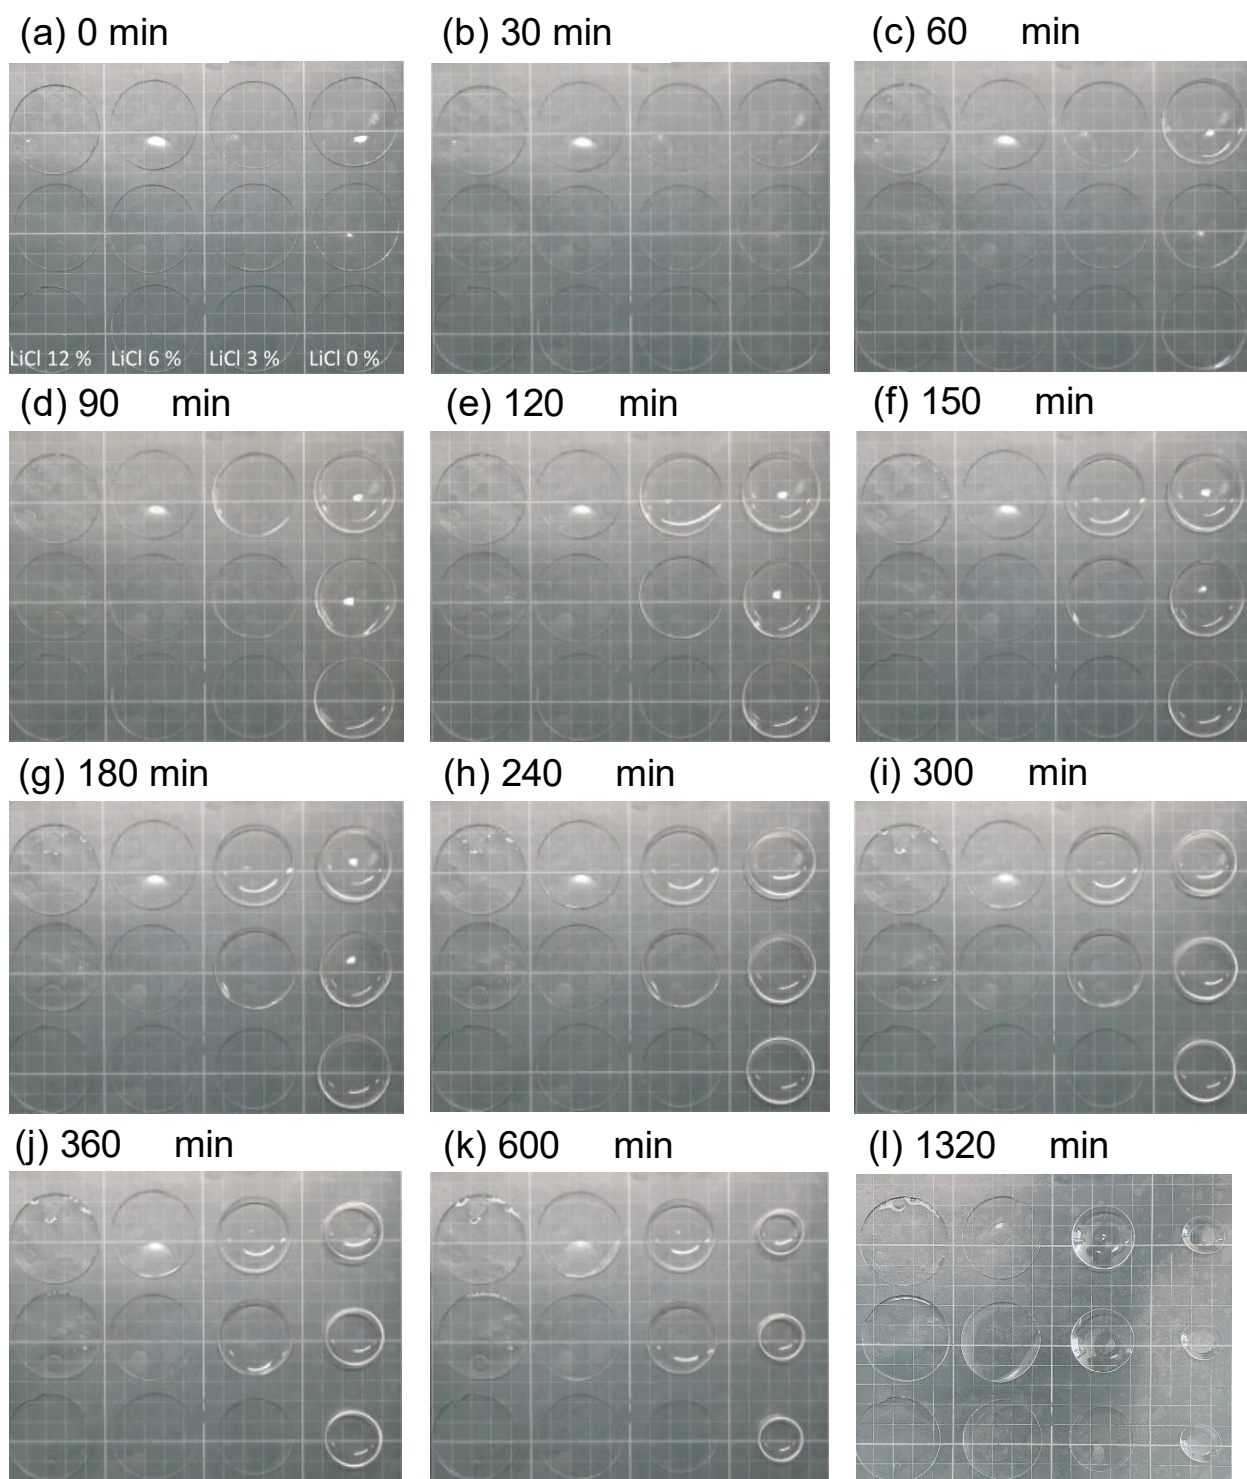 (a) 0 min
(b) 30 min
(c) 60 min
LiCl 12 %
LiCl 6 %
LiCl 3 %
LiCl 0 %
(d) 90 min
(e) 120 min
(f) 150 min
(g) 180 min
(h) 240 min
(i) 300 min
(j) 360 min
(k) 600 min
(l) 1320 min